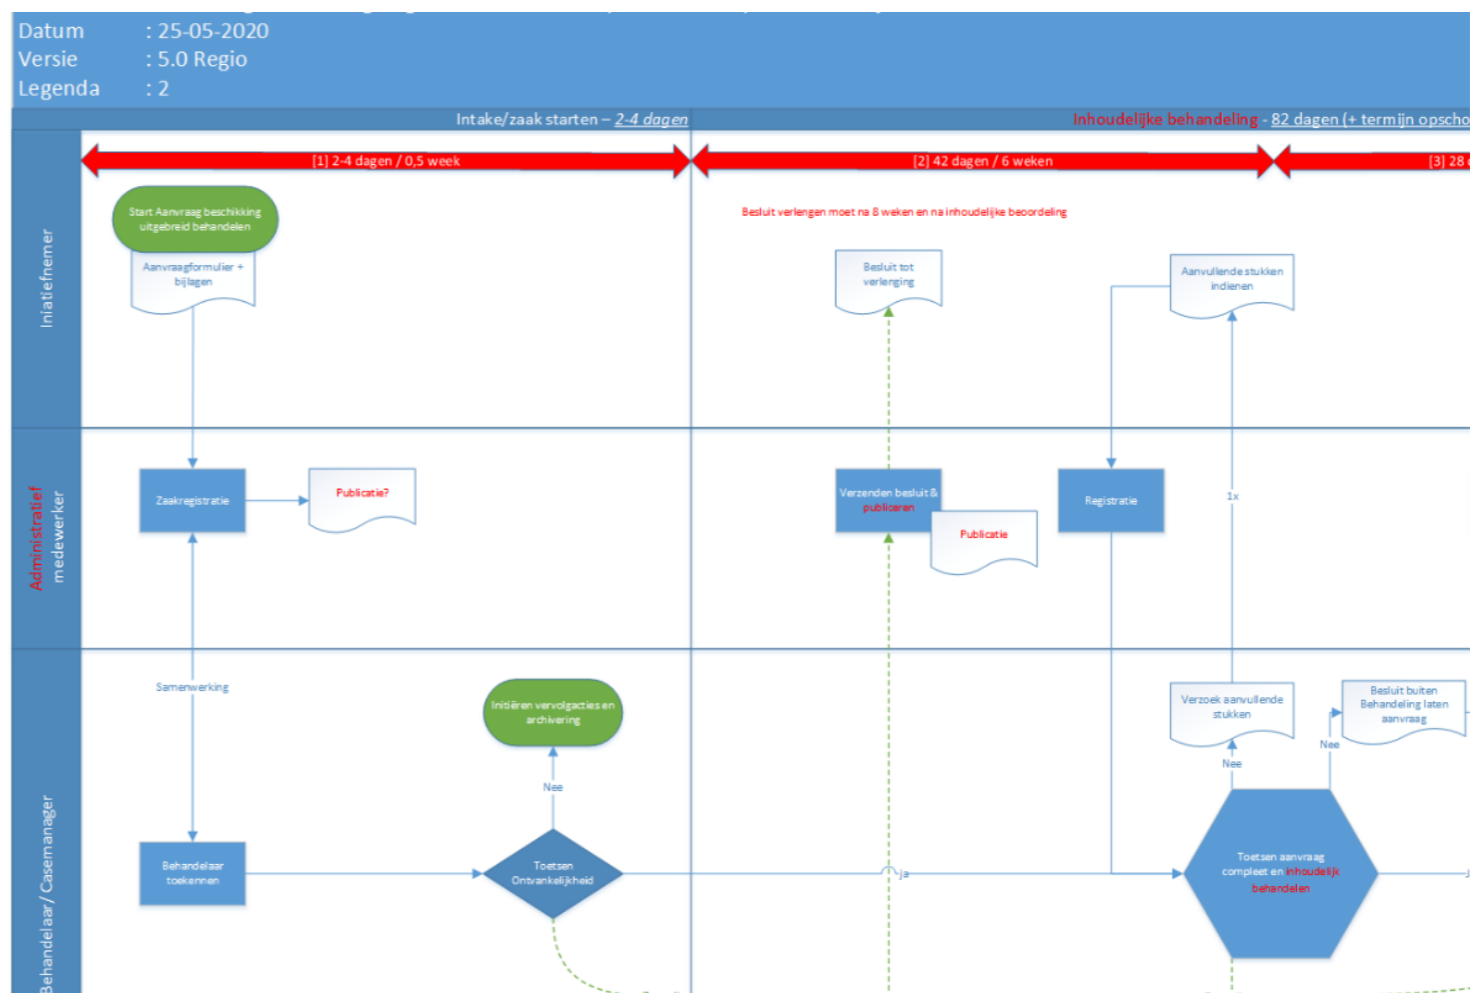 Datum : 25-05-2020
Versie : 5.0 Regio
Legenda : 2
Intake/zaak starten – 2-4 dagen
Inhoudelijke behandeling - 82 dagen (+ termijn opscho
[1] 2-4 dagen / 0,5 week
[2] 42 dagen / 6 weken
[3] 28
Iniatiefnemer
Start Aanvraag beschikking
uitgebreid behandelen
Aanvraagformulier +
bijlagen
Besluit verlengen moet na 8 weken en na inhoudelijke beoordeling
Besluit tot
verlenging
Aanvullende stukken
indienen
Administratief
medewerker
Zaakregistratie
Publicatie?
Verzenden besluit &
publiceren
Publicatie
Registratie
1x
Behandelaar/ Casemanager
Samenwerking
Initiëren vervolgacties en
archivering
Nee
Behandelaar
toekennen
Toetsen
Ontvankelijkheid
ja
Verzoek aanvullende
stukken
Nee
Besluit buiten
Behandeling laten
aanvraag
Nee
Toetsen aanvraag
compleet en inhoudelijk
behandelen